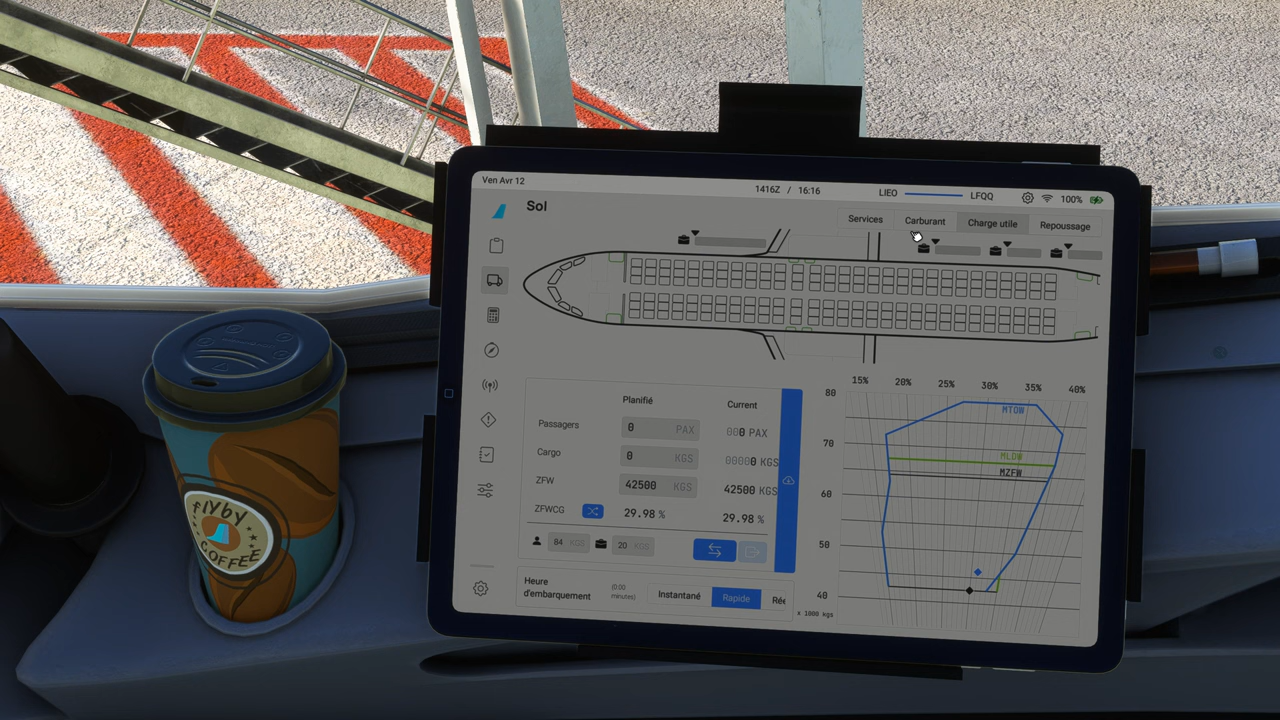 Ven Avr 12
1416Z / 16:16
LIEO
LFQQ
100%
Sol
Services
Carburant
Charge utile
Repoussage
Planifié
Current
Passagers
0 PAX
000 PAX
Cargo
0 KGS
00000 KGS
ZFW
42500 KGS
42500 KGS
ZFWCG
29.98 %
29.98 %
84 KGS
20 KGS
Heure
d'embarquement
(0:00
minutes)
Instantané
Rapide
Rée
15%
20%
25%
30%
35%
40%
80
70
60
50
40
MTOW
MLDW
MZFW
x 1000 kgs
flyby
COFFEE